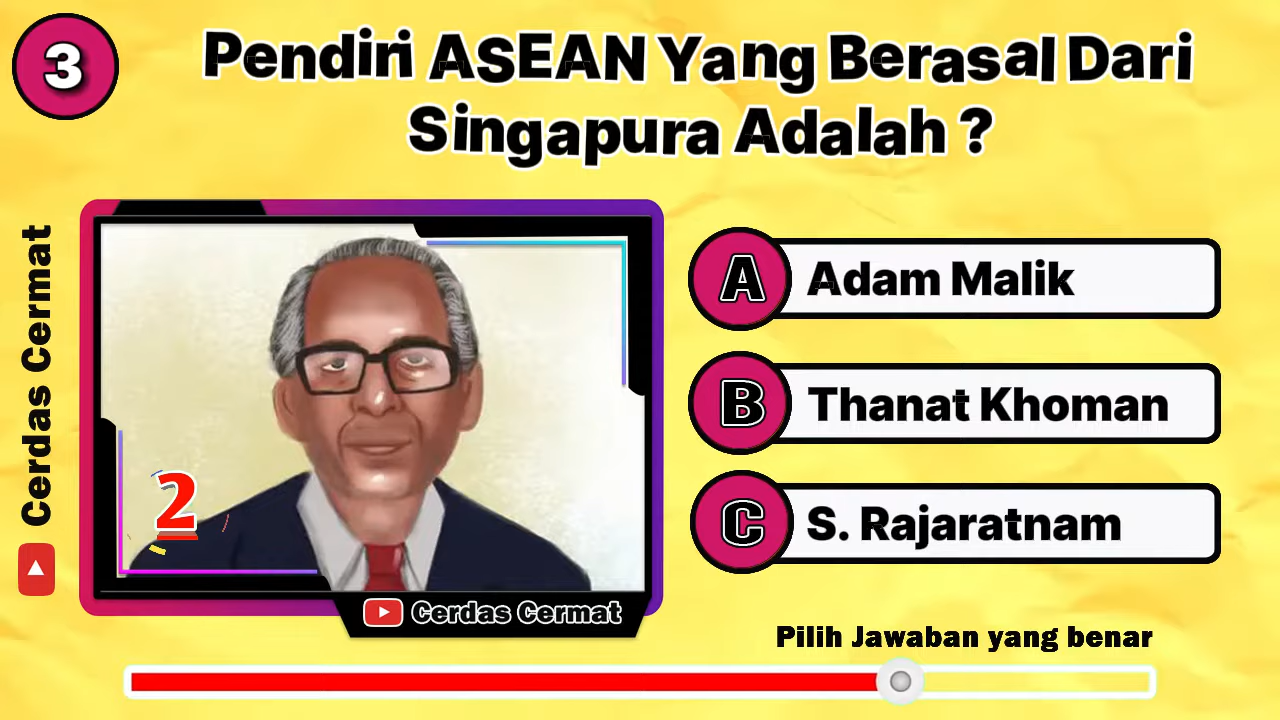 3
Pendiri ASEAN Yang Berasal Dari
Singapura Adalah ?
Cerdas Cermat
A Adam Malik
B Thanat Khoman
C S. Rajaratnam
2
Cerdas Cermat
Pilih Jawaban yang benar